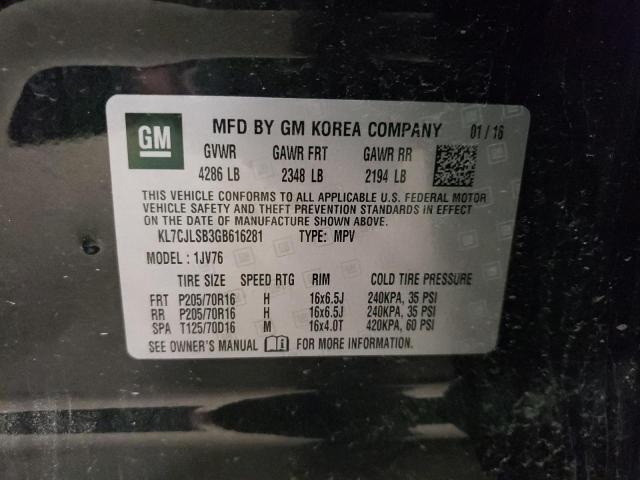 GM MFD BY GM KOREA COMPANY 01 / 16
GVWR GAWR FRT GAWR RR
4286 LB 2348 LB 2194 LB
THIS VEHICLE CONFORMS TO ALL APPLICABLE U.S. FEDERAL MOTOR
VEHICLE SAFETY AND THEFT PREVENTION STANDARDS IN EFFECT
ON THE DATE OF MANUFACTURE SHOWN ABOVE.
KL7CJLSB3GB616281 TYPE: MPV
MODEL : 1JV76
TIRE SIZE SPEED RTG RIM COLD TIRE PRESSURE
FRT P205/70R16 H 16x6.5J 240KPA, 35 PSI
RR P205/70R16 H 16x6.5J 240KPA, 35 PSI
SPA T125/70D16 M 16x4.0T 420KPA, 60 PSI
SEE OWNER'S MANUAL FOR MORE INFORMATION.